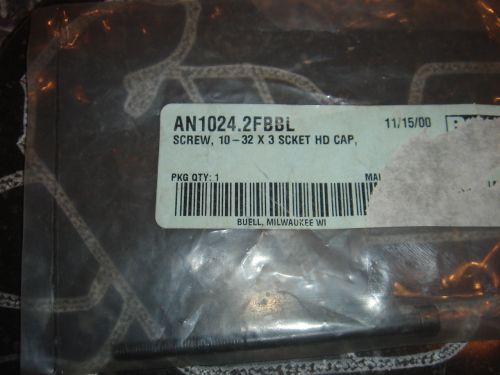 AN1024.2FBBL 11/15/00
SCREW, 10-32 X 3 SCKET HD CAP,
PKG QTY: 1
BUELL, MILWAUKEE WI